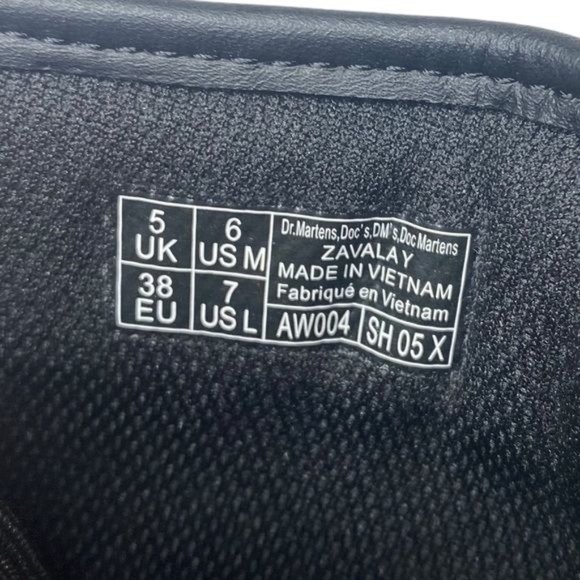 5
UK
6
US M
38
EU
7
US L
Dr.Martens,Doc's,DM's,Doc Martens
ZAVALA Y
MADE IN VIETNAM
Fabriqué en Vietnam
AW004
SH 05 X